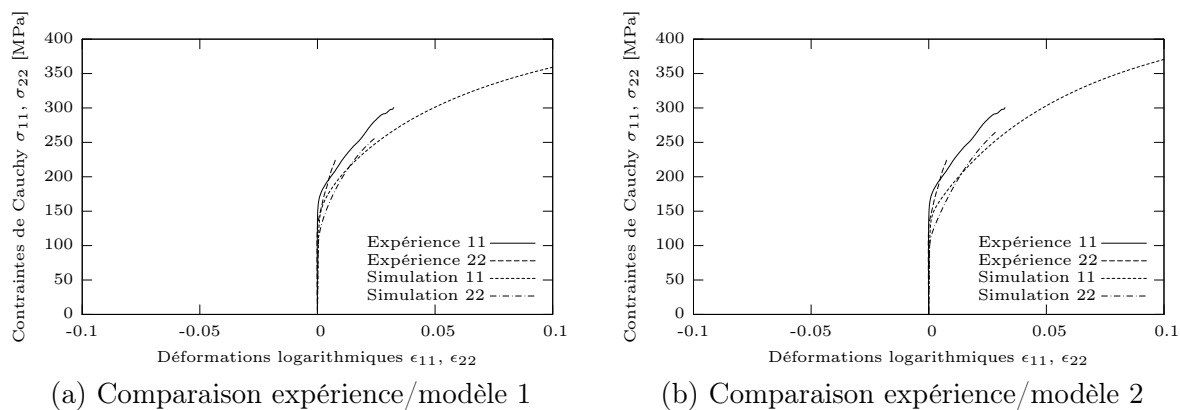 Contraintes de Cauchy σ11, σ22 [MPa]
400
350
300
250
200
150
100
50
0
-0.1
-0.05
0
0.05
0.1
Expérience 11
Expérience 22
Simulation 11
Simulation 22
Déformations logarithmiques ϵ11, ϵ22
(a) Comparaison expérience/modèle 1
Contraintes de Cauchy σ11, σ22 [MPa]
400
350
300
250
200
150
100
50
0
-0.1
-0.05
0
0.05
0.1
Expérience 11
Expérience 22
Simulation 11
Simulation 22
Déformations logarithmiques ϵ11, ϵ22
(b) Comparaison expérience/modèle 2